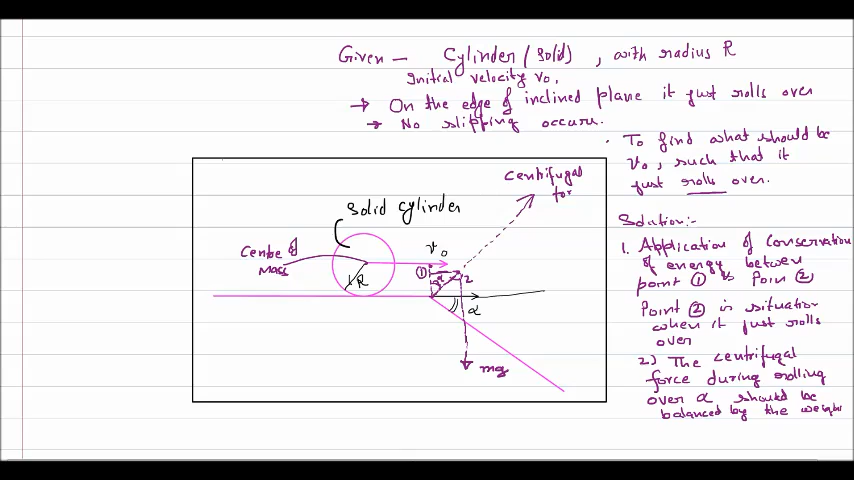 Given — Cylinder (solid), with radius R
Initial velocity v₀.
→ On the edge of inclined plane it just rolls over
→ No slipping occurs.
To find what should be
v₀, such that it
just rolls over.
Centrifugal
for
Solid cylinder
Centre of
mass
v₀
R
①
α
2
α
mg
Solution:-
1. Application of Conservation
of energy between
point ① & Point ②
Point ② is situation
when it just rolls
over
2) The centrifugal
force during rolling
over α should be
balanced by the weight